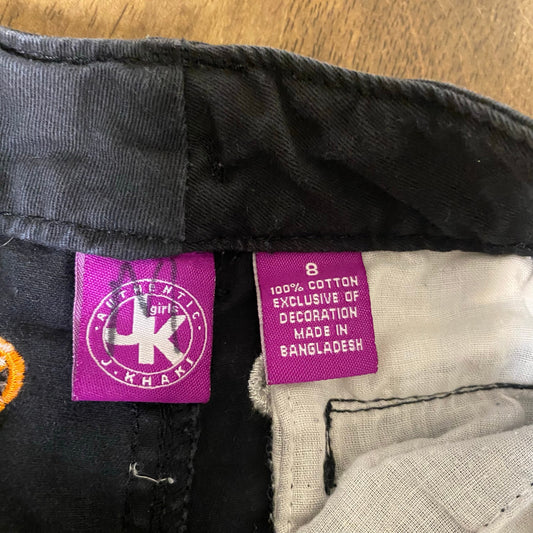 AUTHENTIC
girls
JK
J. KHAKI
8
100% COTTON
EXCLUSIVE OF
DECORATION
MADE IN
BANGLADESH